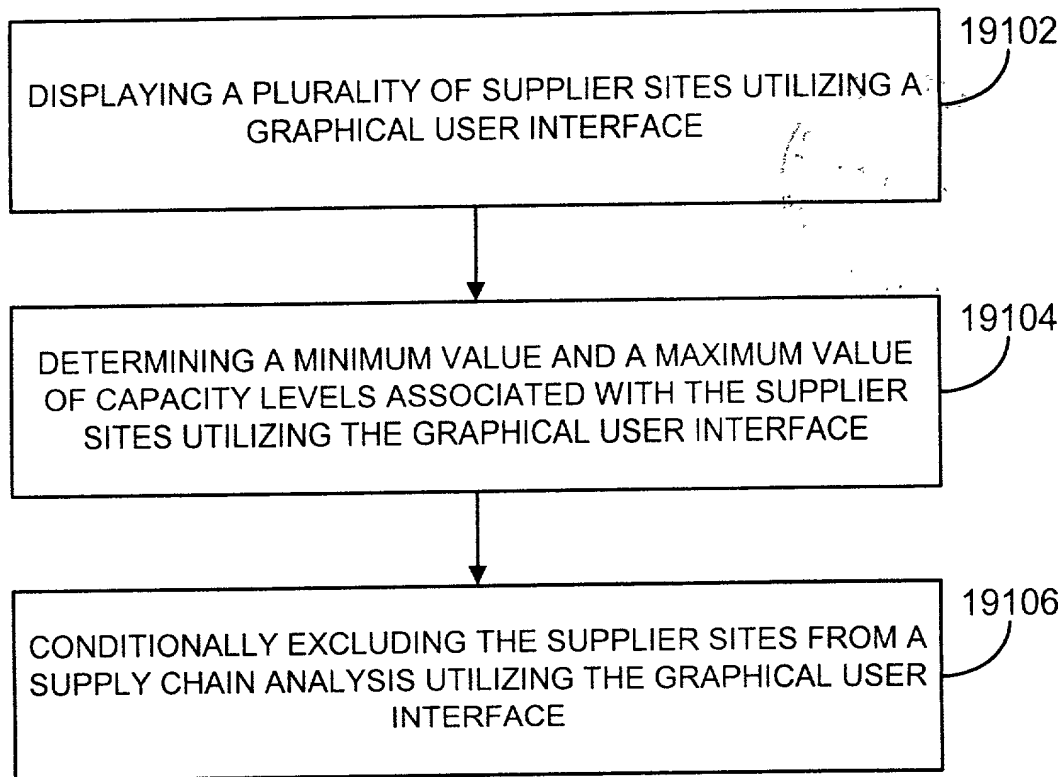 19102
DISPLAYING A PLURALITY OF SUPPLIER SITES UTILIZING A
GRAPHICAL USER INTERFACE
19104
DETERMINING A MINIMUM VALUE AND A MAXIMUM VALUE
OF CAPACITY LEVELS ASSOCIATED WITH THE SUPPLIER
SITES UTILIZING THE GRAPHICAL USER INTERFACE
19106
CONDITIONALLY EXCLUDING THE SUPPLIER SITES FROM A
SUPPLY CHAIN ANALYSIS UTILIZING THE GRAPHICAL USER
INTERFACE